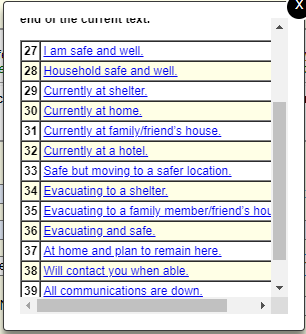 X
end of the current text.
27 I am safe and well.
28 Household safe and well.
29 Currently at shelter.
30 Currently at home.
31 Currently at family/friend's house.
32 Currently at a hotel.
33 Safe but moving to a safer location.
34 Evacuating to a shelter.
35 Evacuating to a family member/friend's hou
36 Evacuating and safe.
37 At home and plan to remain here.
38 Will contact you when able.
39 All communications are down.